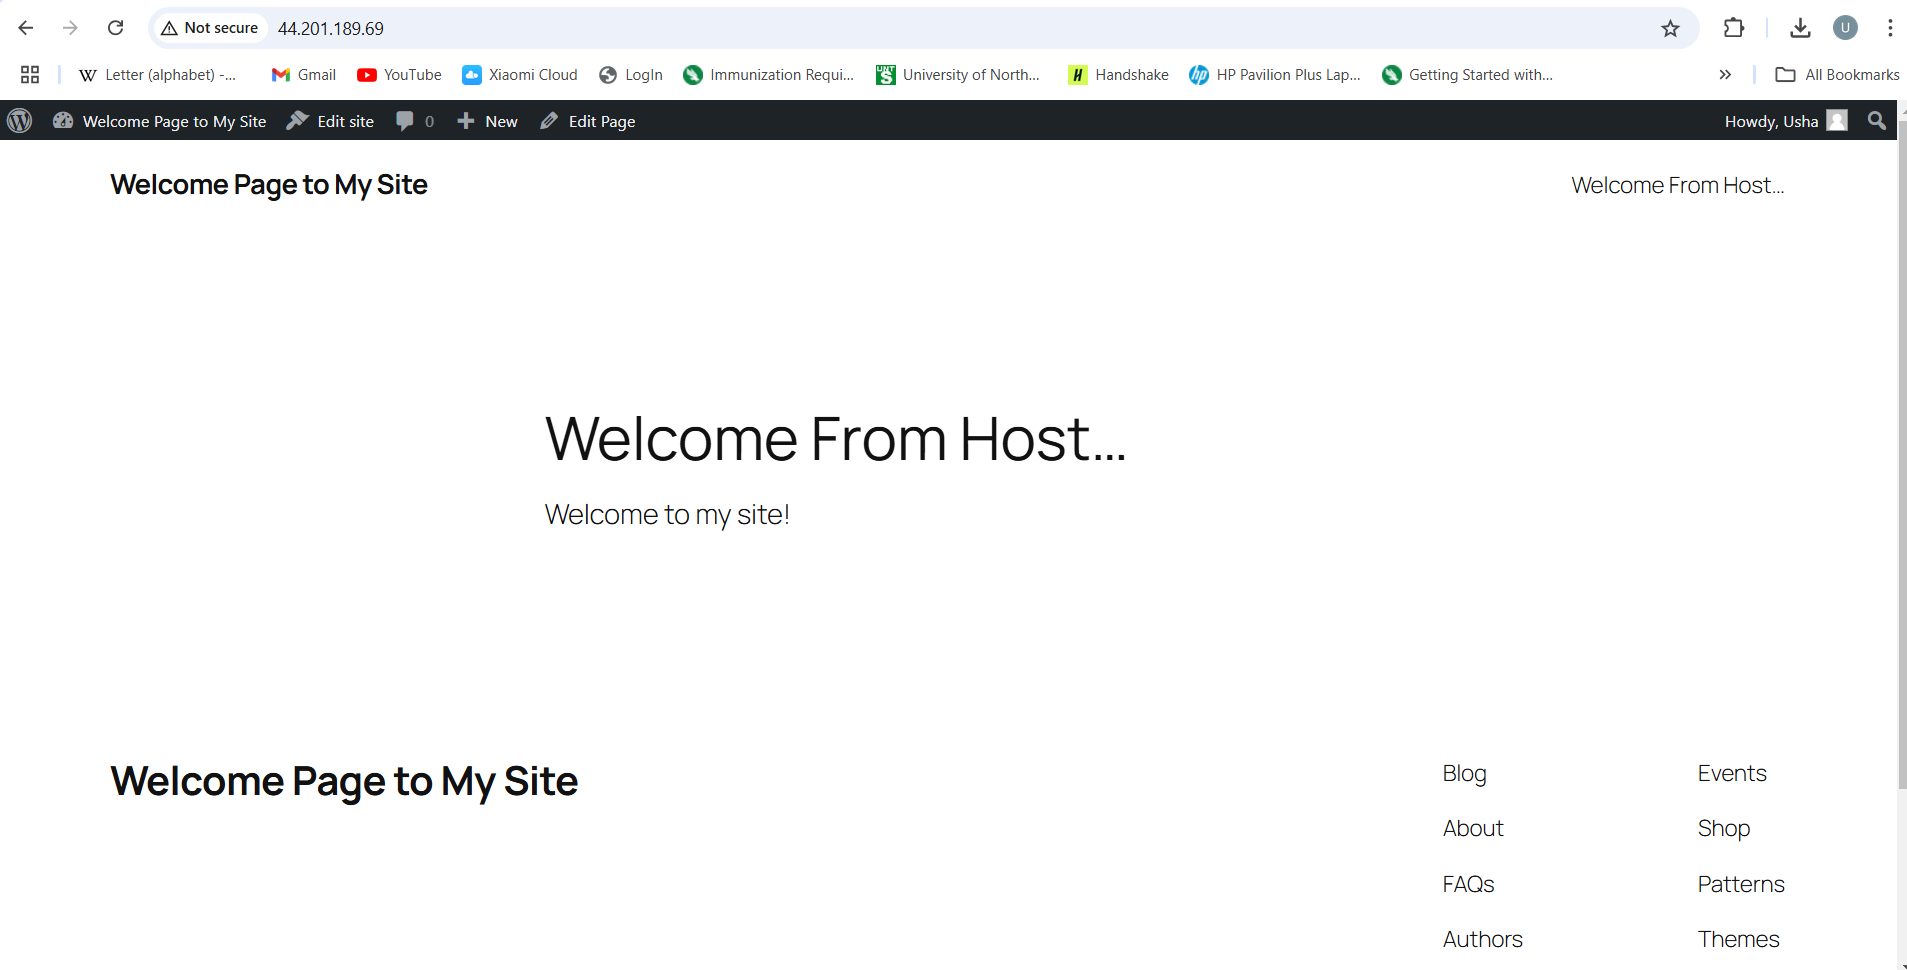 Not secure 44.201.189.69 U
Letter (alphabet) -... Gmail YouTube Xiaomi Cloud LogIn Immunization Requi... UNT S University of North... H Handshake hp HP Pavilion Plus Lap... Getting Started with... All Bookmarks
Welcome Page to My Site Edit site 0 New Edit Page Howdy, Usha
Welcome Page to My Site Welcome From Host…
Welcome From Host…
Welcome to my site!
Welcome Page to My Site
Blog Events
About Shop
FAQs Patterns
Authors Themes